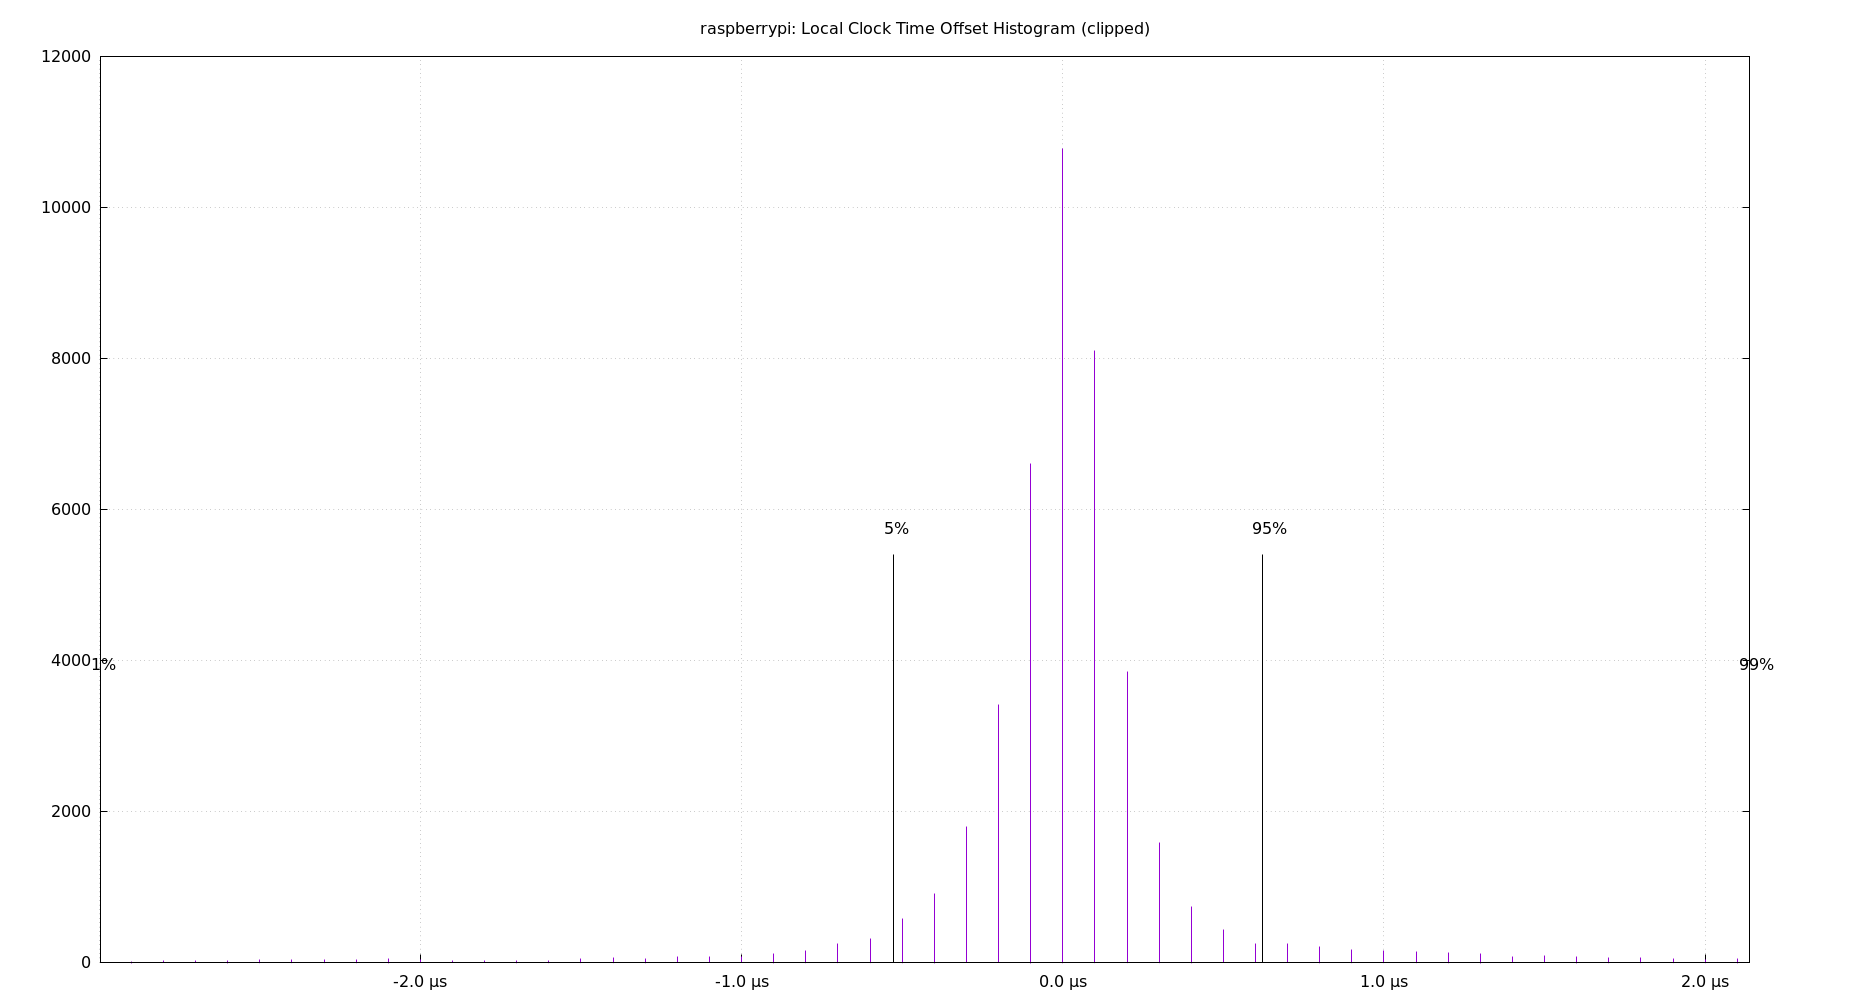 raspberrypi: Local Clock Time Offset Histogram (clipped)
12000
10000
8000
6000
5%
95%
4000
1%
99%
2000
0
-2.0 µs
-1.0 µs
0.0 µs
1.0 µs
2.0 µs